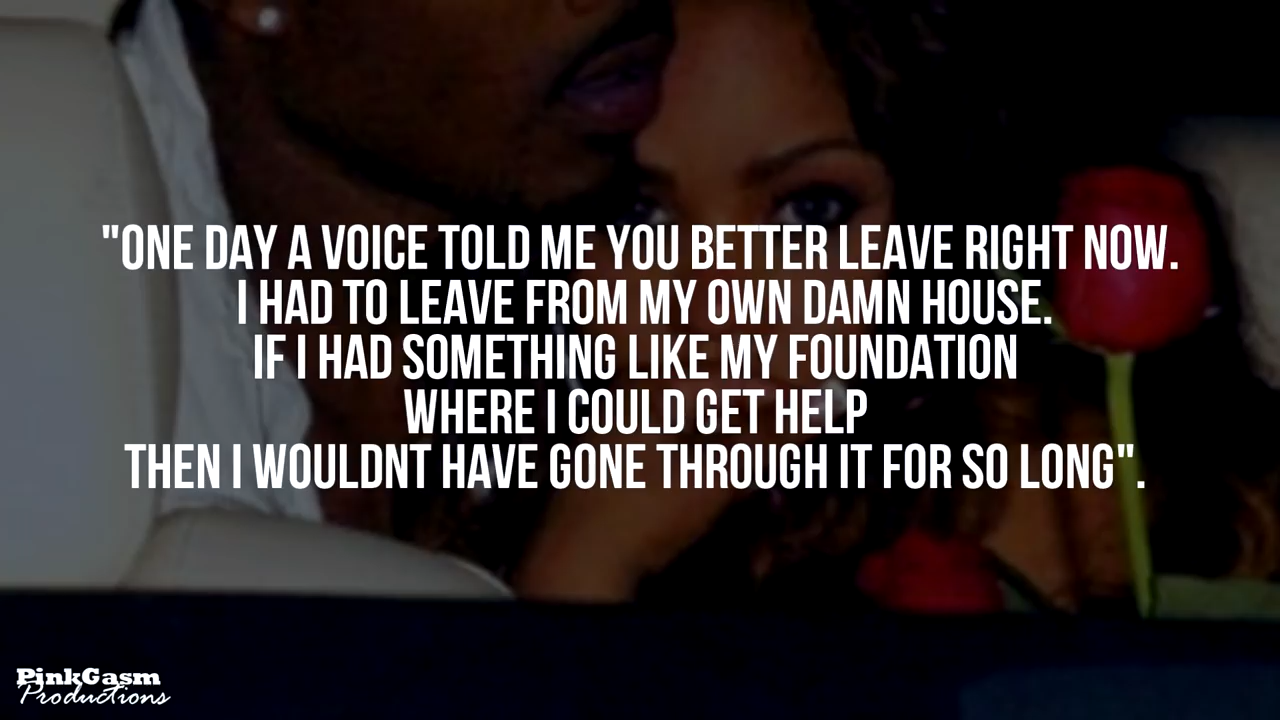 "ONE DAY A VOICE TOLD ME YOU BETTER LEAVE RIGHT NOW.
I HAD TO LEAVE FROM MY OWN DAMN HOUSE.
IF I HAD SOMETHING LIKE MY FOUNDATION
WHERE I COULD GET HELP
THEN I WOULDNT HAVE GONE THROUGH IT FOR SO LONG".
PinkGasm
Productions